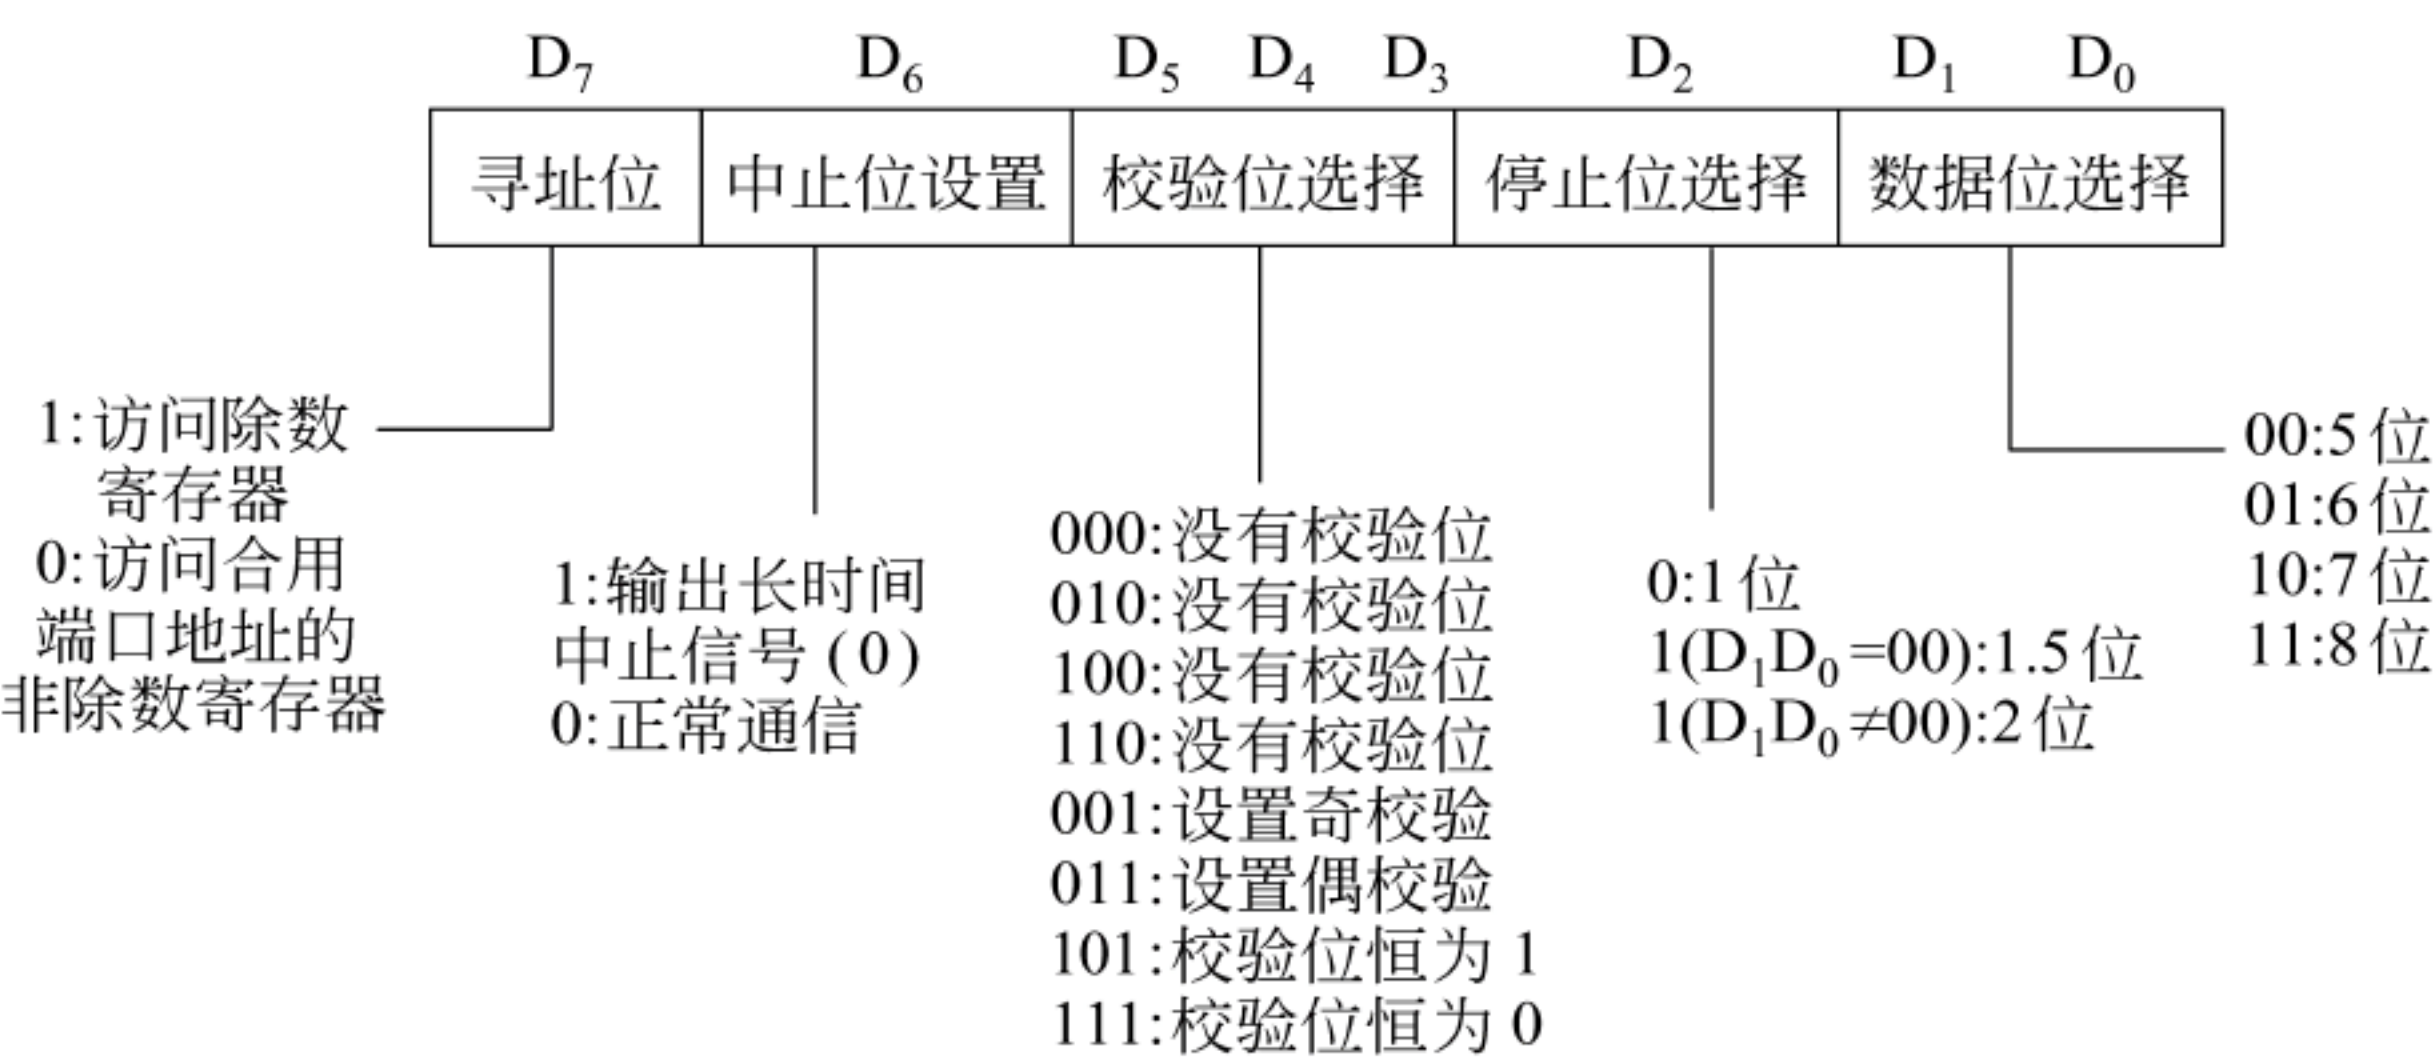 D₇ D₆ D₅ D₄ D₃ D₂ D₁ D₀
寻址位 中止位设置 校验位选择 停止位选择 数据位选择
1:访问除数
寄存器
0:访问合用
端口地址的
非除数寄存器
1:输出长时间
中止信号(0)
0:正常通信
000:没有校验位
010:没有校验位
100:没有校验位
110:没有校验位
001:设置奇校验
011:设置偶校验
101:校验位恒为 1
111:校验位恒为 0
0:1位
1(D₁D₀=00):1.5位
1(D₁D₀≠00):2位
00:5位
01:6位
10:7位
11:8位